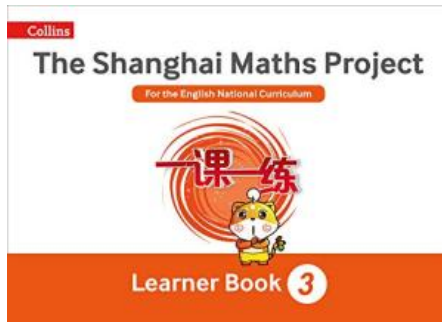 Collins
The Shanghai Maths Project
For the English National Curriculum
一课一练
Learner Book 3